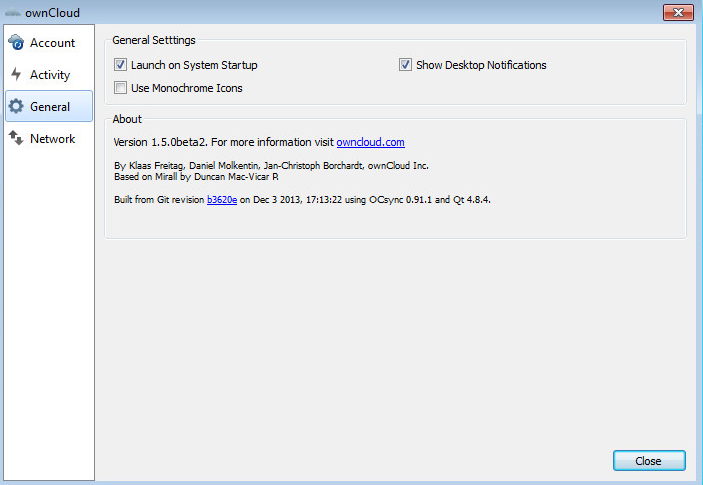 ownCloud
Account
Activity
General
Network
General Setttings
Launch on System Startup
Show Desktop Notifications
Use Monochrome Icons
About
Version 1.5.0beta2. For more information visit owncloud.com
By Klaas Freitag, Daniel Molkentin, Jan-Christoph Borchardt, ownCloud Inc.
Based on Mirall by Duncan Mac-Vicar P.
Built from Git revision b3620e on Dec 3 2013, 17:13:22 using OCsync 0.91.1 and Qt 4.8.4.
Close